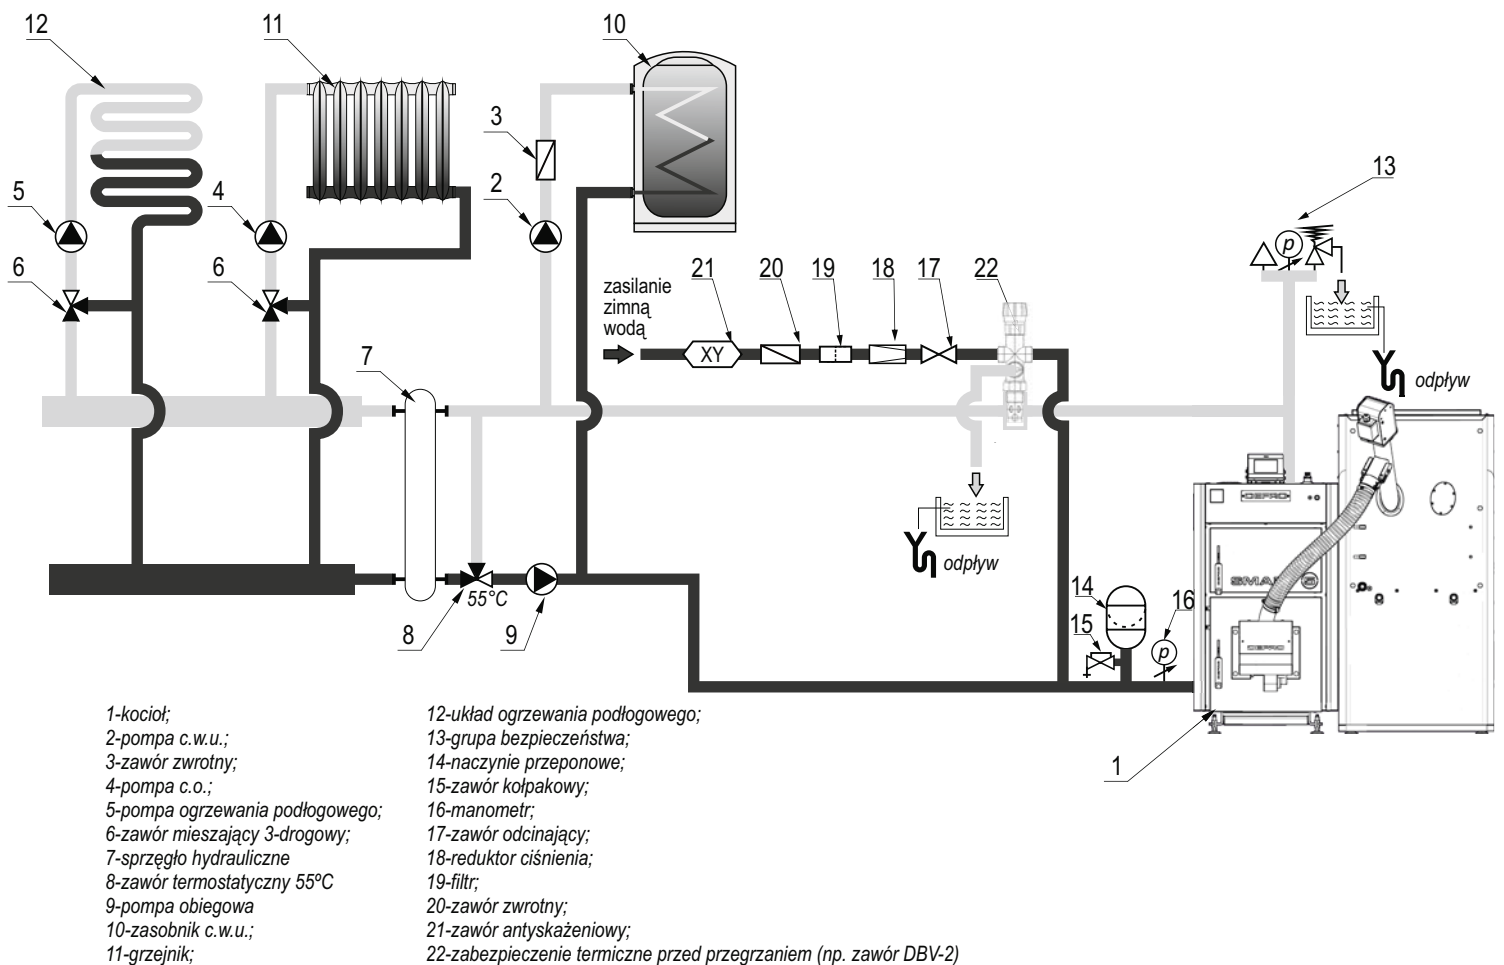 12
11
10
3
13
5
4
2
6
6
zasilanie
zimną
wodą
21
20
19
18
17
22
p
XY
7
odpływ
DEFRO
odpływ
55°C
8
9
14
15
16
p
DEFRO
1
1-kocioł;
2-pompa c.w.u.;
3-zawór zwrotny;
4-pompa c.o.;
5-pompa ogrzewania podłogowego;
6-zawór mieszający 3-drogowy;
7-sprzęgło hydrauliczne
8-zawór termostatyczny 55ºC
9-pompa obiegowa
10-zasobnik c.w.u.;
11-grzejnik;
12-układ ogrzewania podłogowego;
13-grupa bezpieczeństwa;
14-naczynie przeponowe;
15-zawór kołpakowy;
16-manometr;
17-zawór odcinający;
18-reduktor ciśnienia;
19-filtr;
20-zawór zwrotny;
21-zawór antyskażeniowy;
22-zabezpieczenie termiczne przed przegrzaniem (np. zawór DBV-2)